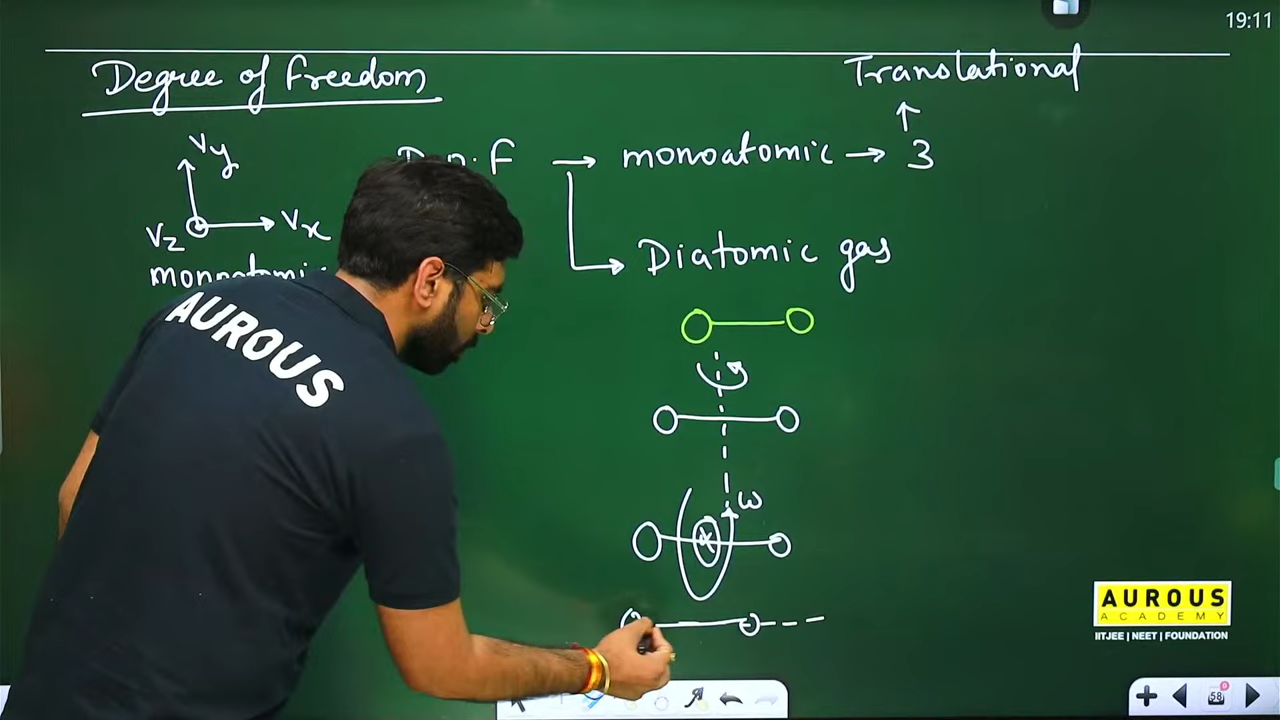 19:11
Degree of freedom
Translational
D.o.F → monoatomic → 3
Vy
Vz
Vx
Diatomic gas
AUROUS
ω
AUROUS
ACADEMY
IITJEE | NEET | FOUNDATION
58